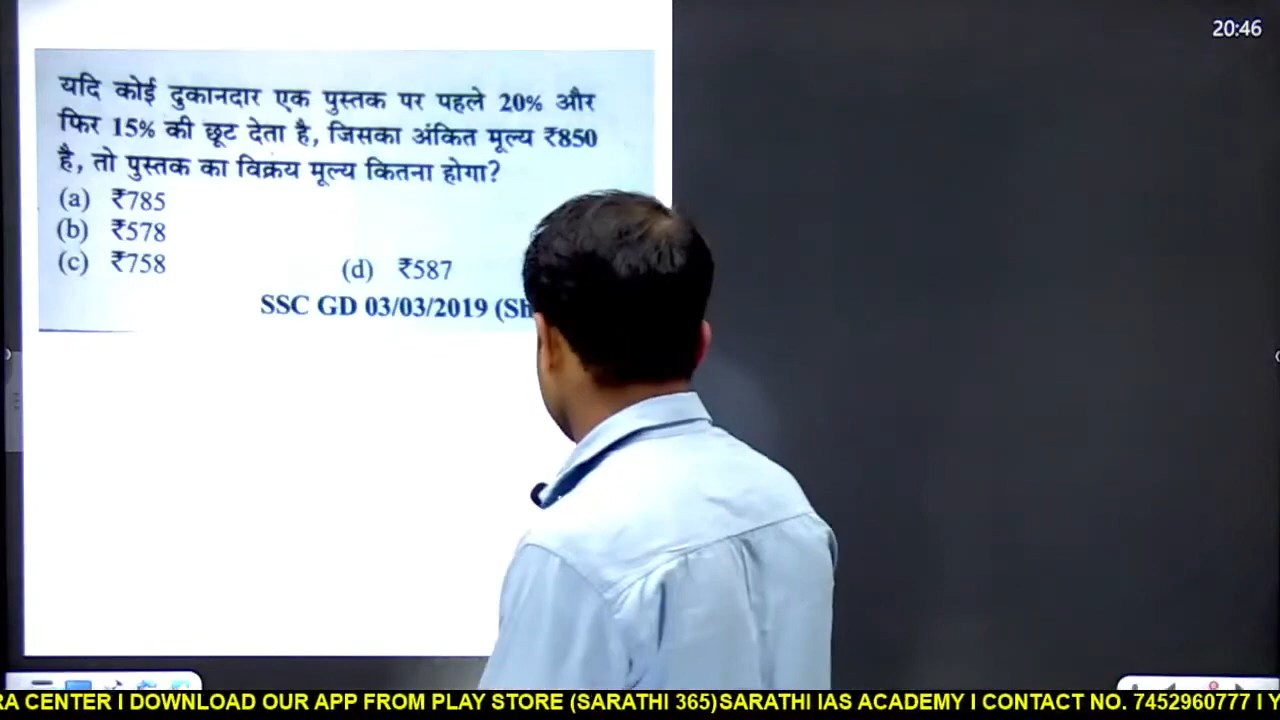 20:46
यदि कोई दुकानदार एक पुस्तक पर पहले 20% और
फिर 15% की छूट देता है, जिसका अंकित मूल्य ₹850
है, तो पुस्तक का विक्रय मूल्य कितना होगा?
(a) ₹785
(b) ₹578
(c) ₹758 (d) ₹587
SSC GD 03/03/2019 (Sh
RA CENTER I DOWNLOAD OUR APP FROM PLAY STORE (SARATHI 365)SARATHI IAS ACADEMY I CONTACT NO. 7452960777 I Y